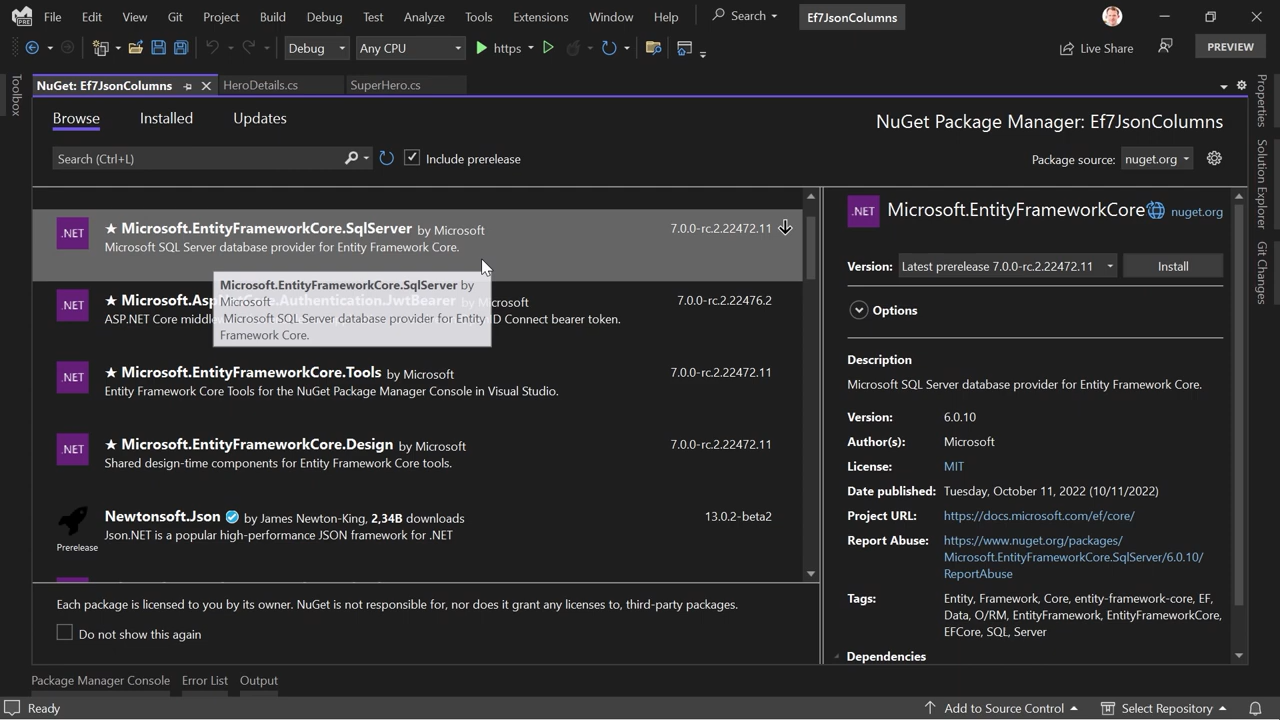 File Edit View Git Project Build Debug Test Analyze Tools Extensions Window Help Search Ef7JsonColumns
PRE
Debug Any CPU https Live Share PREVIEW
NuGet: Ef7JsonColumns HeroDetails.cs SuperHero.cs
Toolbox
Properties
Solution Explorer
Git Changes
Browse Installed Updates
NuGet Package Manager: Ef7JsonColumns
Search (Ctrl+L) Include prerelease
Package source: nuget.org
.NET Microsoft.EntityFrameworkCore.SqlServer by Microsoft 7.0.0-rc.2.22472.11
Microsoft SQL Server database provider for Entity Framework Core.
Microsoft.EntityFrameworkCore.SqlServer by
Microsoft
Microsoft SQL Server database provider for Entity
Framework Core.
.NET Microsoft.AspNetCore.Authentication.JwtBearer by Microsoft 7.0.0-rc.2.22476.2
ASP.NET Core middlew ID Connect bearer token.
.NET Microsoft.EntityFrameworkCore.Tools by Microsoft 7.0.0-rc.2.22472.11
Entity Framework Core Tools for the NuGet Package Manager Console in Visual Studio.
.NET Microsoft.EntityFrameworkCore.Design by Microsoft 7.0.0-rc.2.22472.11
Shared design-time components for Entity Framework Core tools.
Newtonsoft.Json by James Newton-King, 2,34B downloads 13.0.2-beta2
Json.NET is a popular high-performance JSON framework for .NET
Prerelease
Each package is licensed to you by its owner. NuGet is not responsible for, nor does it grant any licenses to, third-party packages.
Do not show this again
.NET Microsoft.EntityFrameworkCore nuget.org
Version: Latest prerelease 7.0.0-rc.2.22472.11 Install
Options
Description
Microsoft SQL Server database provider for Entity Framework Core.
Version: 6.0.10
Author(s): Microsoft
License: MIT
Date published: Tuesday, October 11, 2022 (10/11/2022)
Project URL: https://docs.microsoft.com/ef/core/
Report Abuse: https://www.nuget.org/packages/
Microsoft.EntityFrameworkCore.SqlServer/6.0.10/
ReportAbuse
Tags: Entity, Framework, Core, entity-framework-core, EF,
Data, O/RM, EntityFramework, EntityFrameworkCore,
EFCore, SQL, Server
Dependencies
Package Manager Console Error List Output
Ready Add to Source Control Select Repository